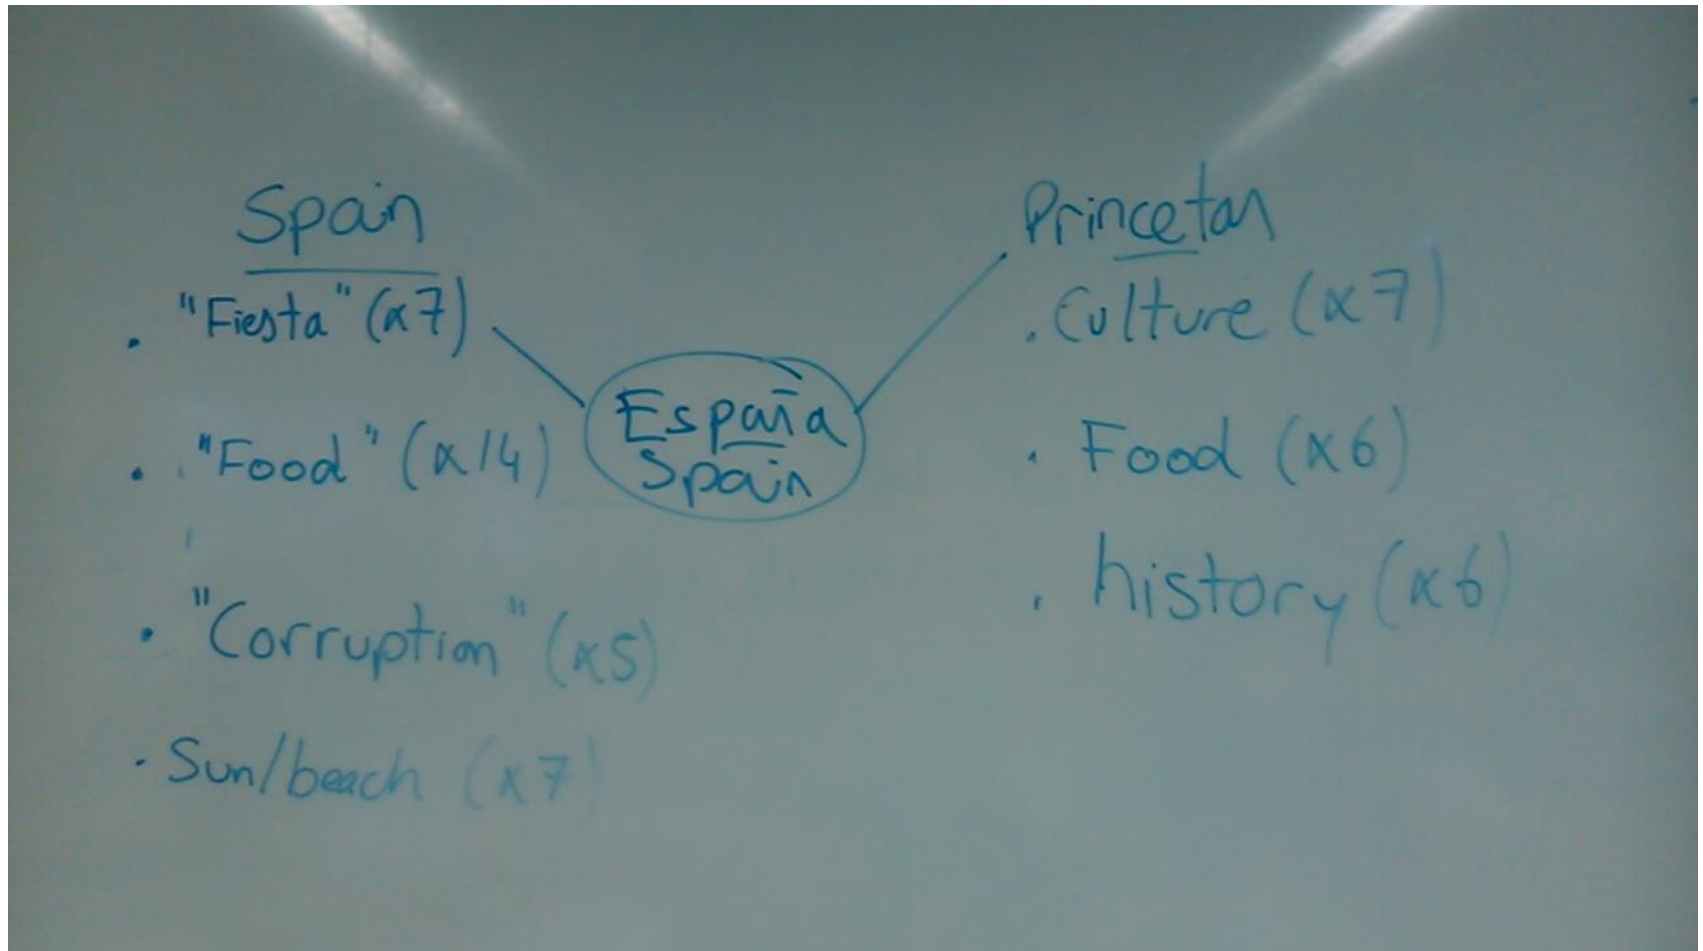 Spain
"Fiesta" (x7)
"Food" (x14)
"Corruption" (x5)
Sun/beach (x7)
España
Spain
Princeton
Culture (x7)
Food (x6)
history (x6)